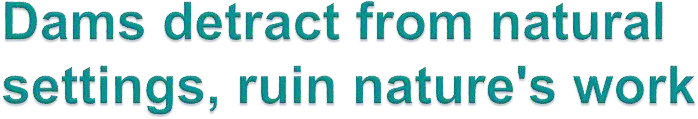 Dams detract from natural
settings, ruin nature's work